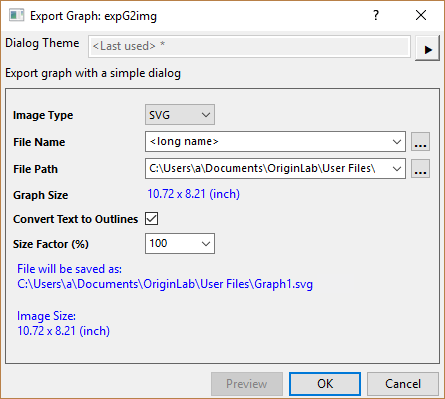 Export Graph: expG2img
Dialog Theme <Last used> *
Export graph with a simple dialog
Image Type SVG
File Name <long name> ...
File Path C:\Users\a\Documents\OriginLab\User Files\ ...
Graph Size 10.72 x 8.21 (inch)
Convert Text to Outlines
Size Factor (%) 100
File will be saved as:
C:\Users\a\Documents\OriginLab\User Files\Graph1.svg
Image Size:
10.72 x 8.21 (inch)
Preview OK Cancel